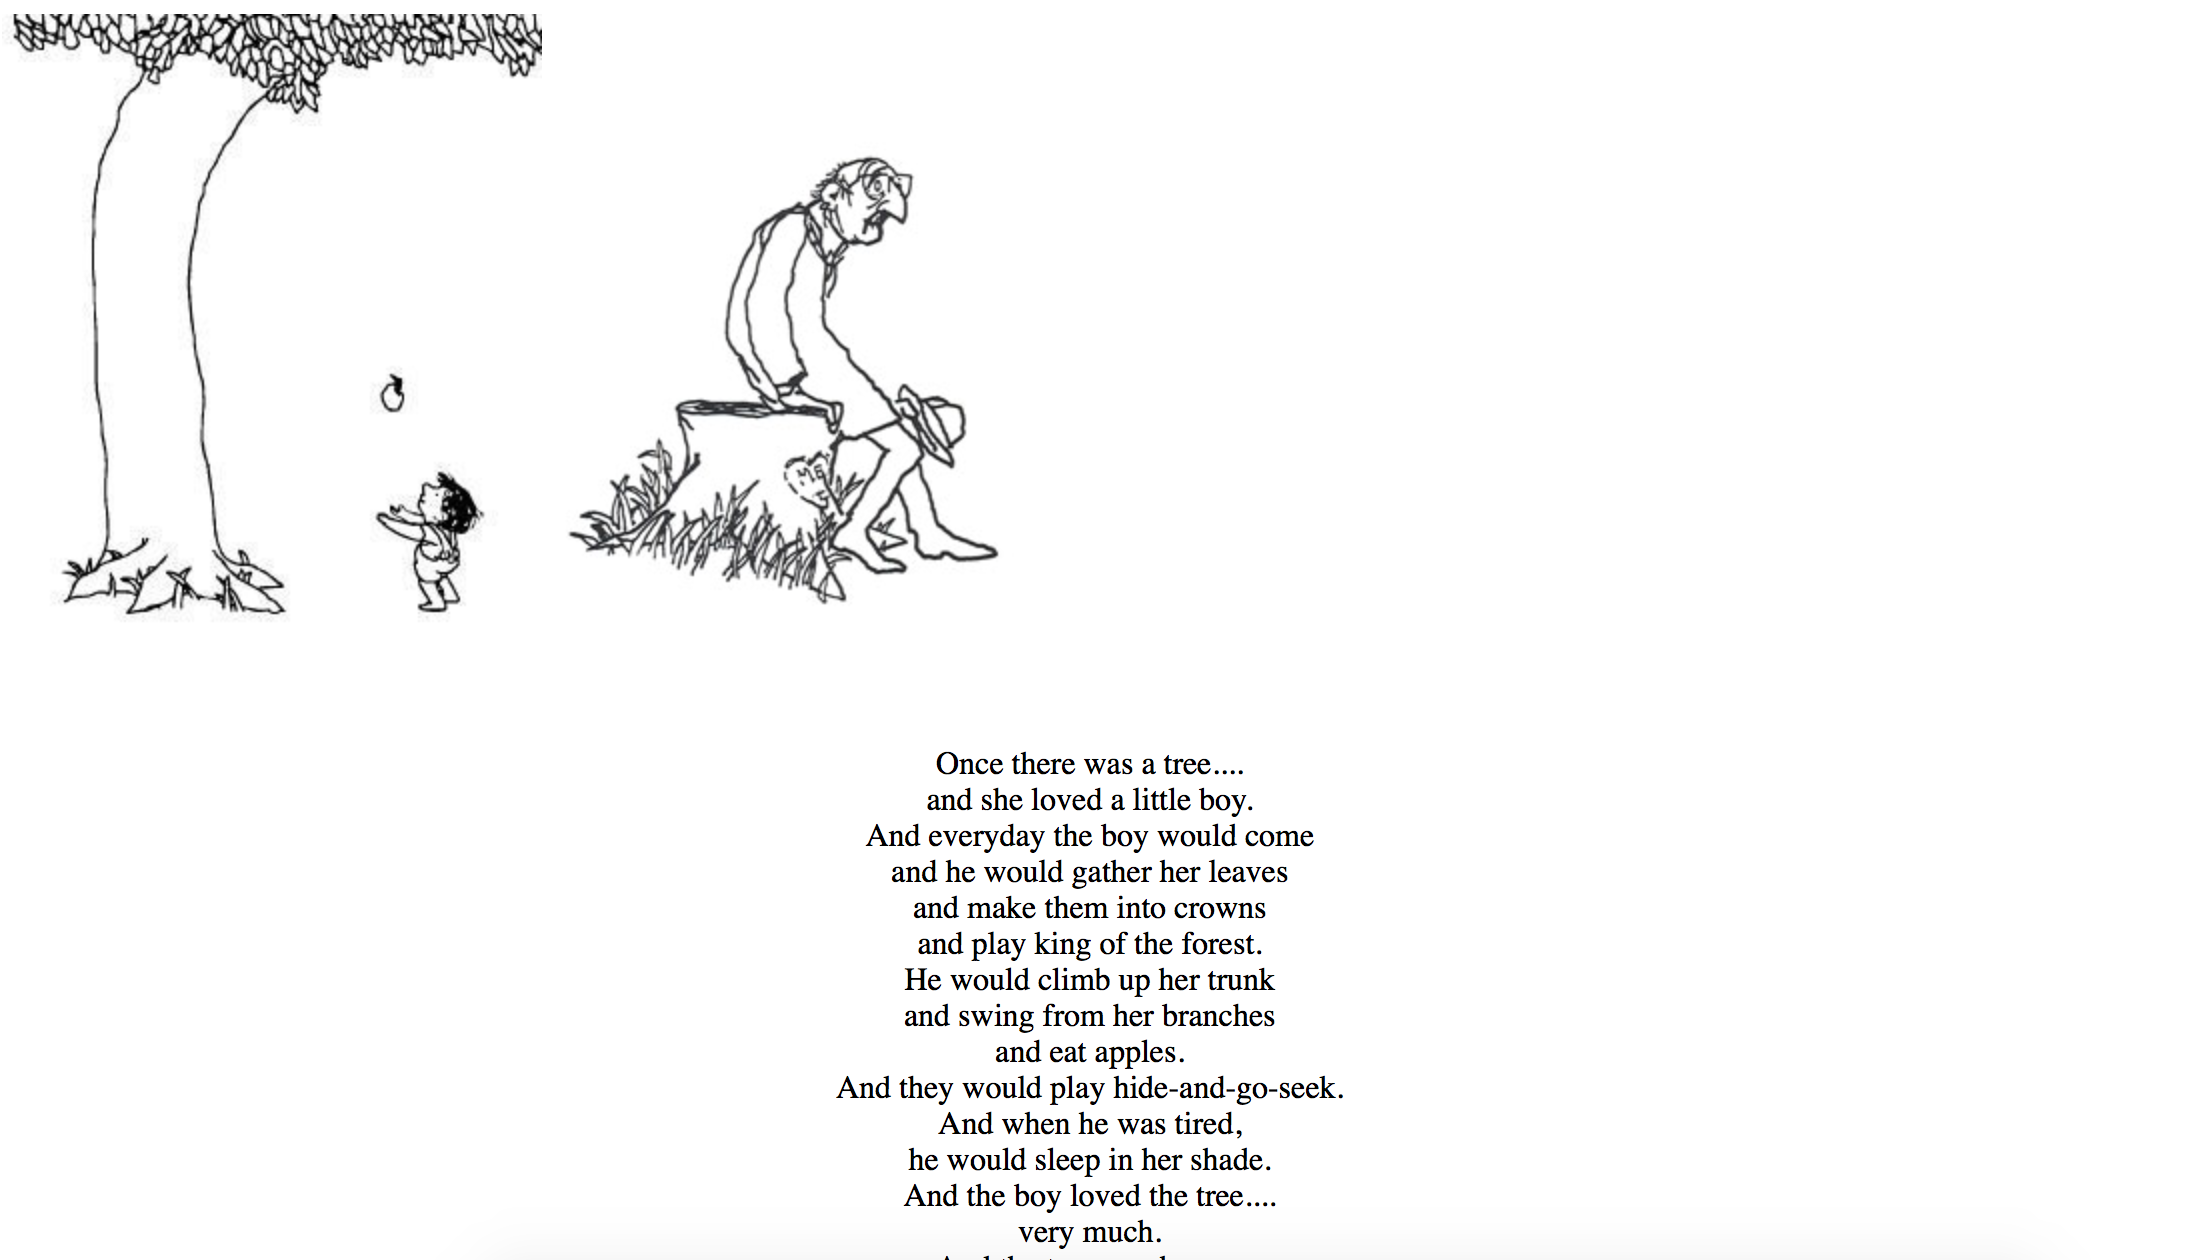 ME
T
Once there was a tree....
and she loved a little boy.
And everyday the boy would come
and he would gather her leaves
and make them into crowns
and play king of the forest.
He would climb up her trunk
and swing from her branches
and eat apples.
And they would play hide-and-go-seek.
And when he was tired,
he would sleep in her shade.
And the boy loved the tree....
very much.